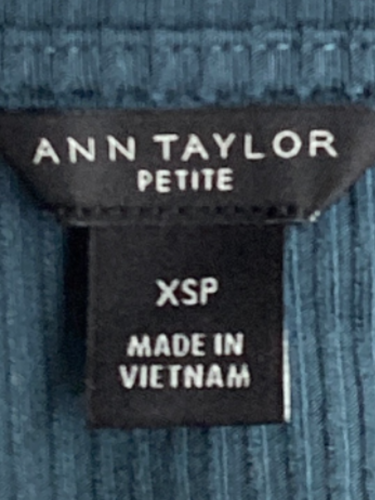 ANN TAYLOR
PETITE
XSP
MADE IN
VIETNAM